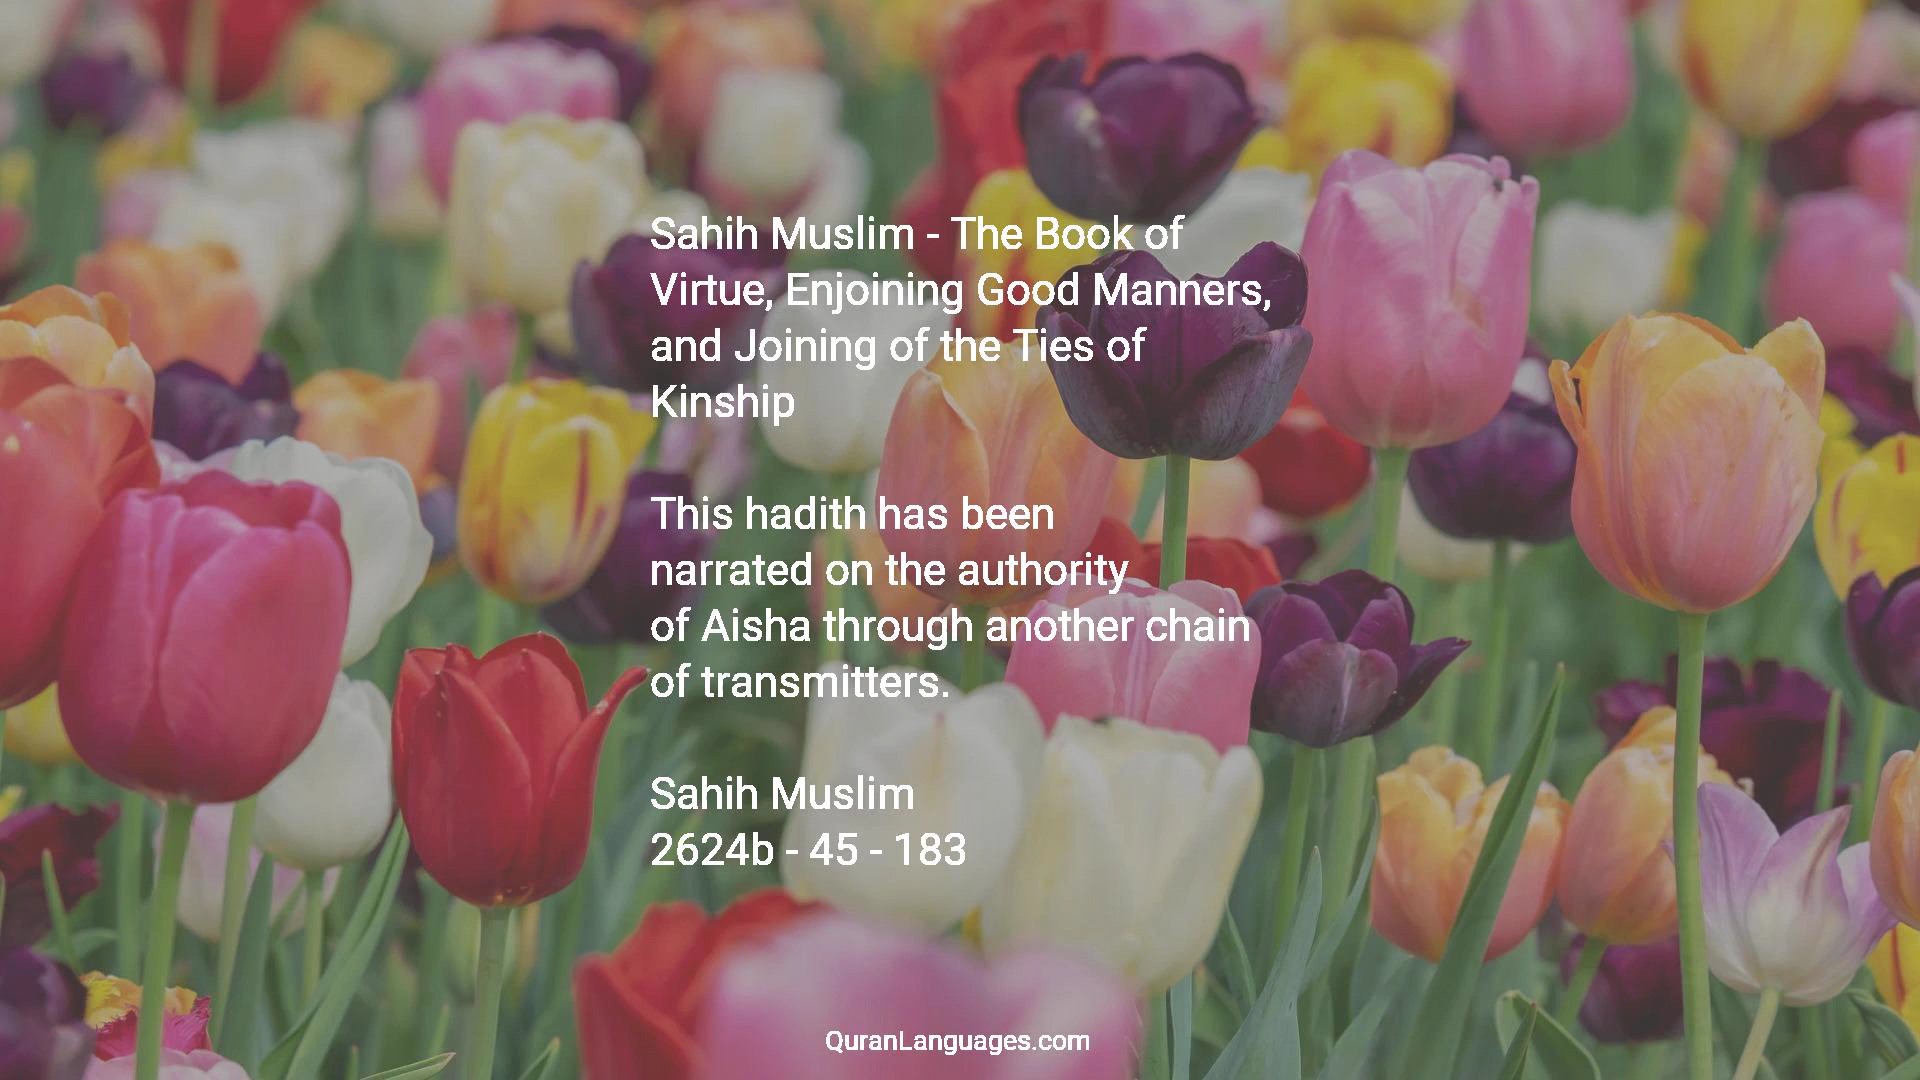 Sahih Muslim - The Book of
Virtue, Enjoining Good Manners,
and Joining of the Ties of
Kinship
This hadith has been
narrated on the authority
of Aisha through another chain
of transmitters.
Sahih Muslim
2624b - 45 - 183
QuranLanguages.com